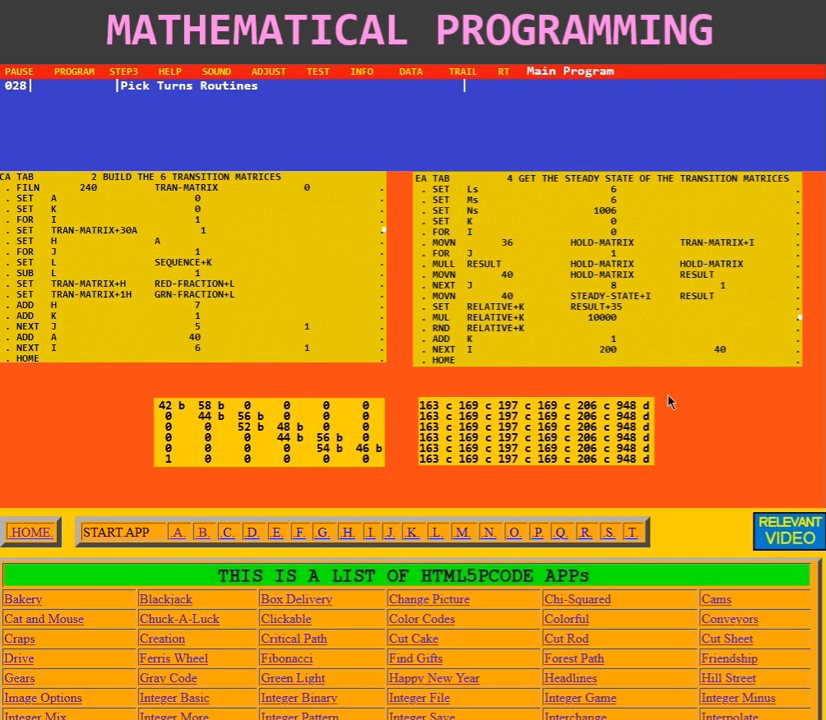 MATHEMATICAL PROGRAMMING
PAUSE PROGRAM STEP3 HELP SOUND ADJUST TEST INFO DATA TRAIL RT Main Program
028| |Pick Turns Routines |
CA TAB 2 BUILD THE 6 TRANSITION MATRICES
. FILN 240 TRAN-MATRIX 0 .
. SET A 0 .
. SET K 0 .
. FOR I 1 .
. SET TRAN-MATRIX+30A 1
. SET H A .
. FOR J 1 .
. SET L SEQUENCE+K .
. SUB L 1 .
. SET TRAN-MATRIX+H RED-FRACTION+L .
. SET TRAN-MATRIX+1H GRN-FRACTION+L .
. ADD H 7 .
. ADD K 1 .
. NEXT J 5 1 .
. ADD A 40 .
. NEXT I 6 1 .
. HOME .
EA TAB 4 GET THE STEADY STATE OF THE TRANSITION MATRICES
. SET Ls 6 .
. SET Ms 6 .
. SET Ns 1006 .
. SET K 0 .
. FOR I 0 .
. MOVN 36 HOLD-MATRIX TRAN-MATRIX+I .
. FOR J 1 .
. MULL RESULT HOLD-MATRIX HOLD-MATRIX .
. MOVN 40 HOLD-MATRIX RESULT .
. NEXT J 8 1 .
. MOVN 40 STEADY-STATE+I RESULT .
. SET RELATIVE+K RESULT+35 .
. MUL RELATIVE+K 10000
. RND RELATIVE+K .
. ADD K 1 .
. NEXT I 200 40 .
. HOME .
42 b 58 b 0 0 0 0
0 44 b 56 b 0 0 0
0 0 52 b 48 b 0 0
0 0 0 44 b 56 b 0
0 0 0 0 54 b 46 b
1 0 0 0 0 0
163 c 169 c 197 c 169 c 206 c 948 d
163 c 169 c 197 c 169 c 206 c 948 d
163 c 169 c 197 c 169 c 206 c 948 d
163 c 169 c 197 c 169 c 206 c 948 d
163 c 169 c 197 c 169 c 206 c 948 d
163 c 169 c 197 c 169 c 206 c 948 d
.HOME. START.APP .A. .B. .C. .D. .E. .F. .G. .H. .I. .J. .K. .L. .M. .N. .O. .P. .Q. .R. .S. .T.
RELEVANT
VIDEO
THIS IS A LIST OF HTML5PCODE APPs
Bakery Blackjack Box Delivery Change Picture Chi-Squared Cams
Cat and Mouse Chuck-A-Luck Clickable Color Codes Colorful Conveyors
Craps Creation Critical Path Cut Cake Cut Rod Cut Sheet
Drive Ferris Wheel Fibonacci Find Gifts Forest Path Friendship
Gears Gray Code Green Light Happy New Year Headlines Hill Street
Image Options Integer Basic Integer Binary Integer File Integer Game Integer Minus
Integer Mix Integer More Integer Pattern Integer Save Interchange Interpolate